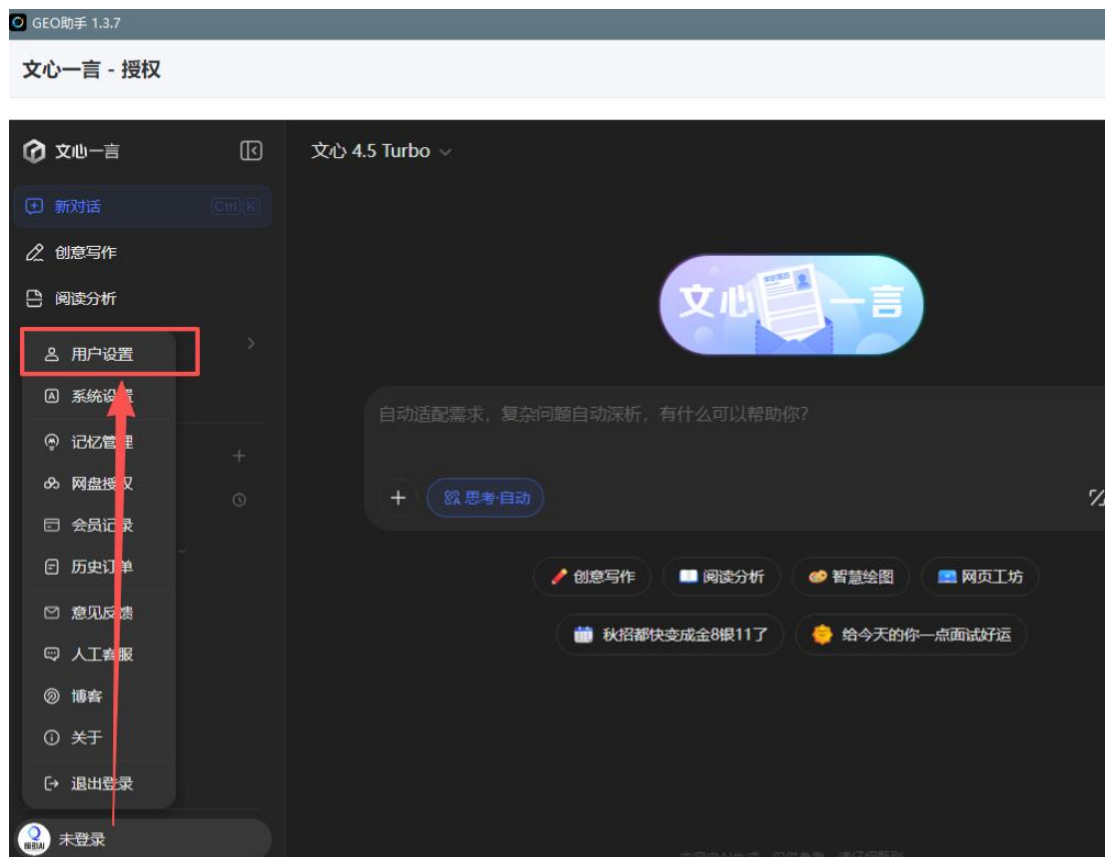 GEO助手 1.3.7
文心一言 - 授权
文心一言
文心 4.5 Turbo
新对话 Ctrl K
创意写作
阅读分析
文心一言
用户设置
系统设置
自动适配需求，复杂问题自动深析，有什么可以帮助你？
记忆管理
网盘授权
思考·自动
会员记录
历史订单
创意写作 阅读分析 智慧绘图 网页工坊
意见反馈
秋招都快变成金8银11了 给今天的你一点面试好运
人工客服
博客
关于
退出登录
未登录